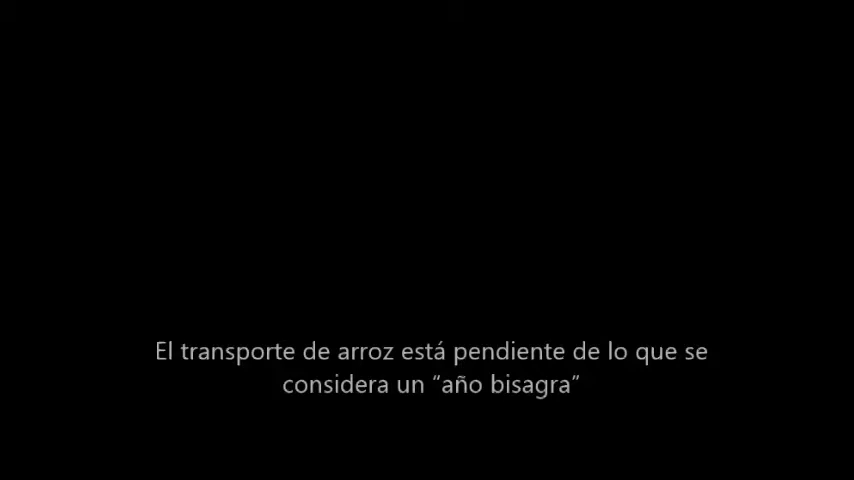 El transporte de arroz está pendiente de lo que se
considera un “año bisagra”